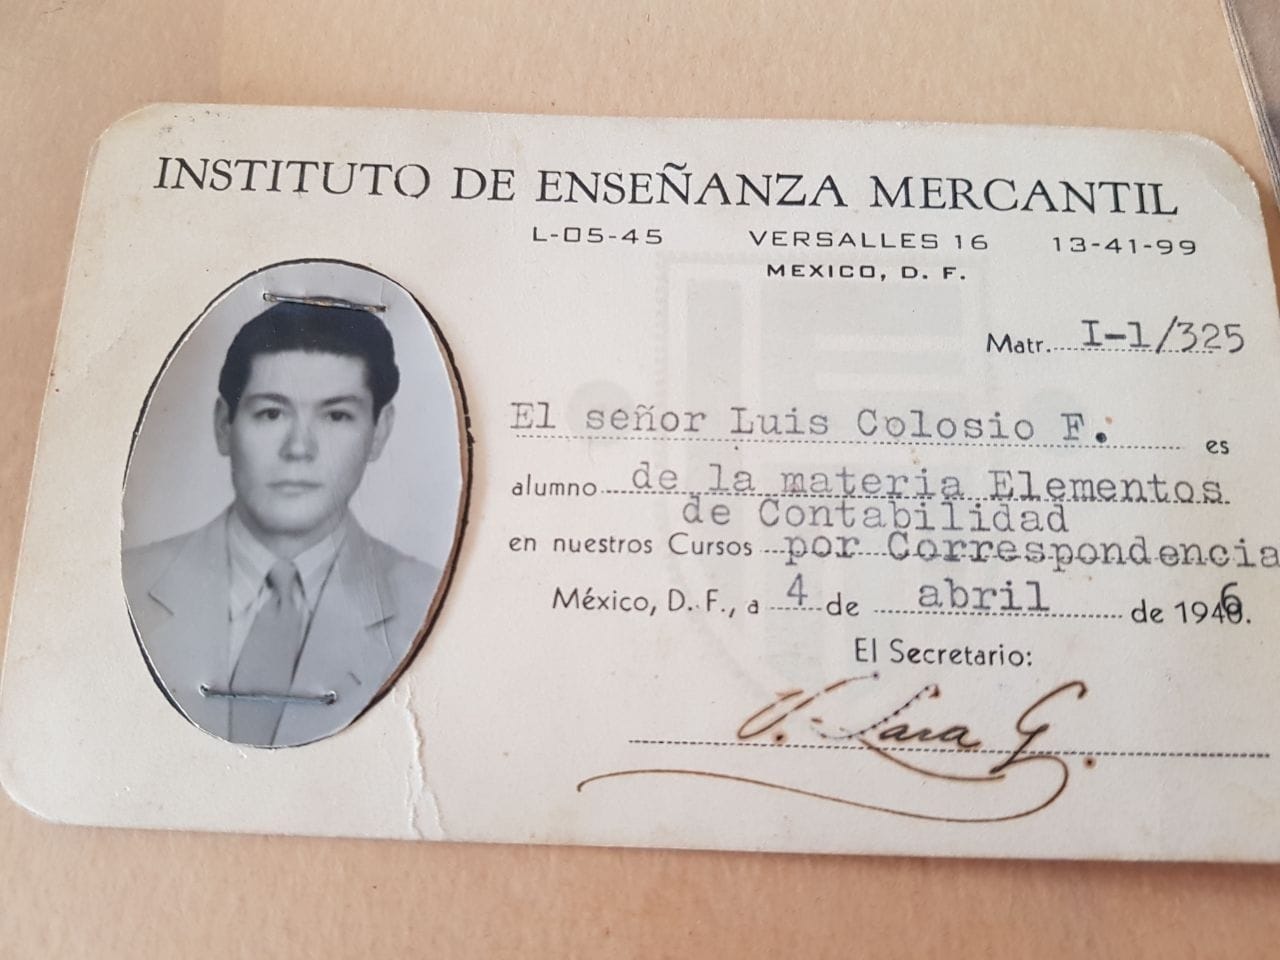 INSTITUTO DE ENSEÑANZA MERCANTIL
L-05-45 VERSALLES 16 13-41-99
MEXICO, D. F.
Matr. I-1/325
El señor Luis Colosio F. es
alumno de la materia Elementos
de Contabilidad
en nuestros Cursos por Correspondencia
México, D. F., a 4 de abril de 1946.
El Secretario:
V. Lara G.